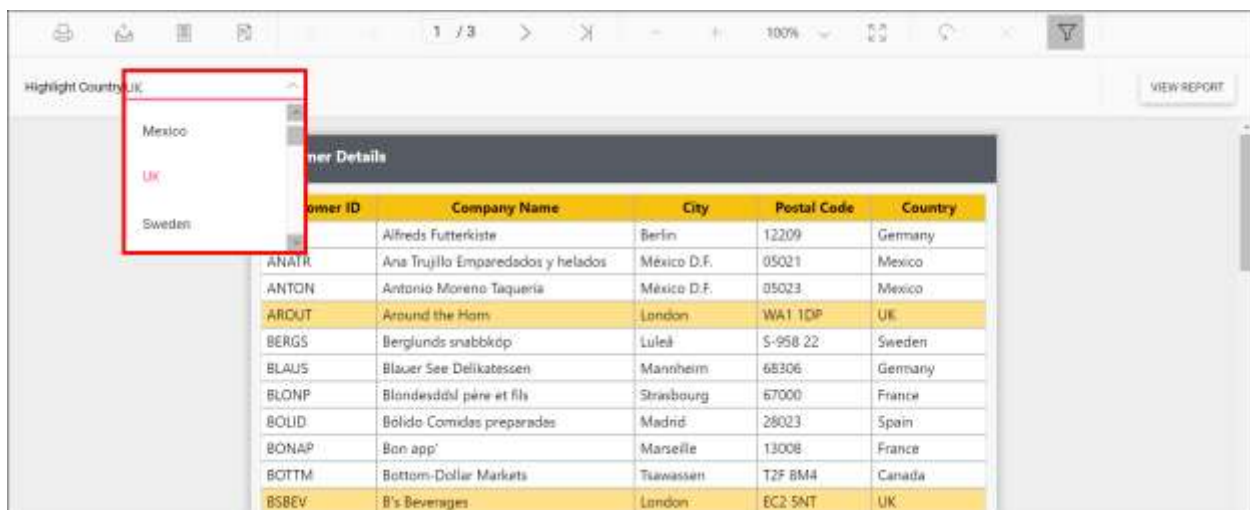 1 / 3 100%
Highlight Country UK VIEW REPORT
Mexico
UK
Sweden
mer Details
omer ID Company Name City Postal Code Country
Alfreds Futterkiste Berlin 12209 Germany
ANATR Ana Trujillo Emparedados y helados México D.F. 05021 Mexico
ANTON Antonio Moreno Taquería México D.F. 05023 Mexico
AROUT Around the Horn London WA1 1DP UK
BERGS Berglunds snabbköp Luleå S-958 22 Sweden
BLAUS Blauer See Delikatessen Mannheim 68306 Germany
BLONP Blondesddsl père et fils Strasbourg 67000 France
BOLID Bólido Comidas preparadas Madrid 28023 Spain
BONAP Bon app' Marseille 13008 France
BOTTM Bottom-Dollar Markets Tsawassen T2F 8M4 Canada
BSBEV B's Beverages London EC2 5NT UK